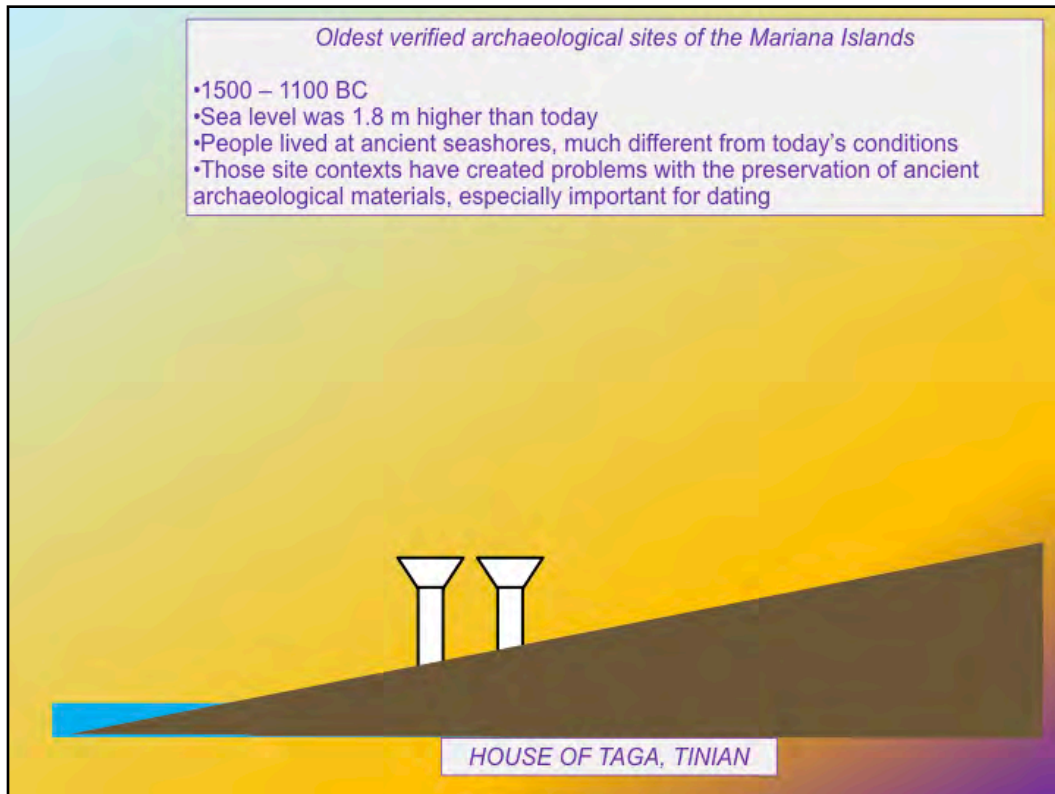 Oldest verified archaeological sites of the Mariana Islands
•1500 – 1100 BC
•Sea level was 1.8 m higher than today
•People lived at ancient seashores, much different from today’s conditions
•Those site contexts have created problems with the preservation of ancient
archaeological materials, especially important for dating
HOUSE OF TAGA, TINIAN